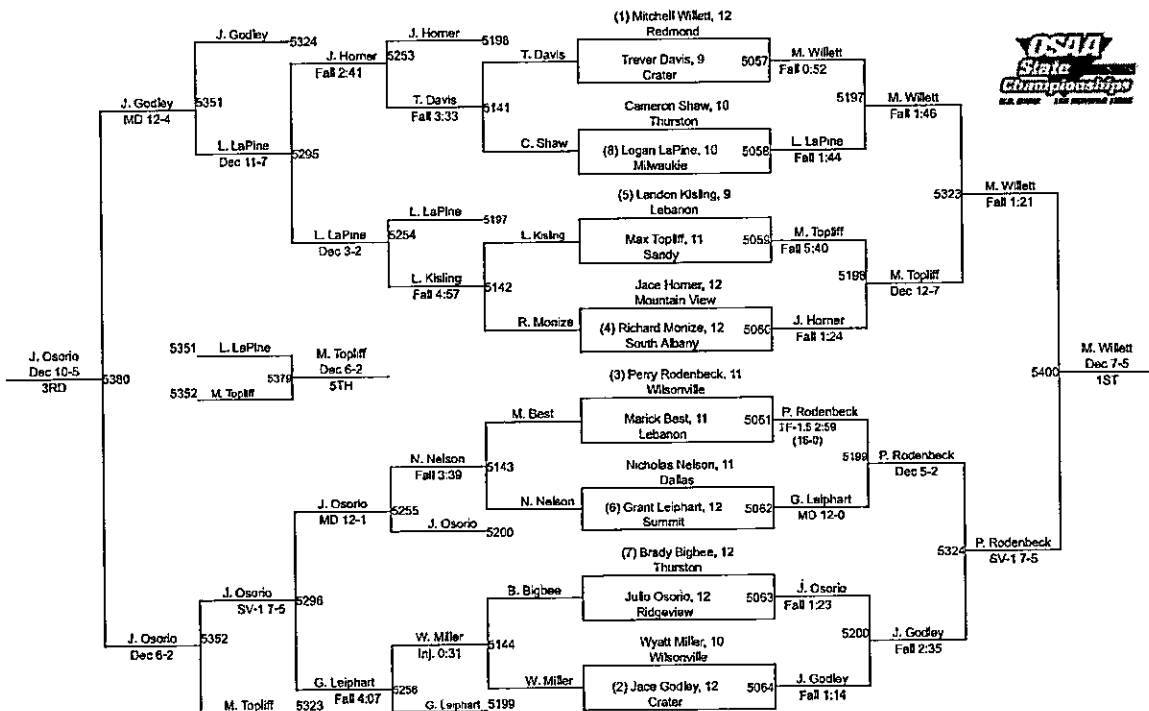 OSAA
State
Championships
(1) Mitchell Willett, 12
Redmond
Trever Davis, 9
Crater
5057
Cameron Shaw, 10
Thurston
(8) Logan LaPine, 10
Milwaukie
5058
(5) Landon Kisling, 9
Lebanon
Max Topliff, 11
Sandy
5059
Jace Horner, 12
Mountain View
(4) Richard Monize, 12
South Albany
5060
(3) Perry Rodenbeck, 11
Wilsonville
Marick Best, 11
Lebanon
5061
Nicholas Nelson, 11
Dallas
(6) Grant Leiphart, 12
Summit
5062
(7) Brady Bigbee, 12
Thurston
Julio Osorio, 12
Ridgeview
5063
Wyatt Miller, 10
Wilsonville
(2) Jace Godley, 12
Crater
5064
M. Willett
Fall 0:52
5197
L. LaPine
Fall 1:44
M. Topliff
Fall 5:40
5198
J. Horner
Fall 1:24
P. Rodenbeck
TF-1.5 2:59
(16-0)
5199
G. Leiphart
MD 12-0
J. Osorio
Fall 1:23
5200
J. Godley
Fall 1:14
M. Willett
Fall 1:46
5323
M. Topliff
Dec 12-7
P. Rodenbeck
Dec 5-2
5324
J. Godley
Fall 2:35
M. Willett
Fall 1:21
5400
P. Rodenbeck
SV-1 7-5
M. Willett
Dec 7-5
1ST
T. Davis
5141
C. Shaw
L. Kisling
5142
R. Monize
M. Best
5143
N. Nelson
B. Bigbee
5144
W. Miller
J. Horner
5198
5253
T. Davis
Fall 3:33
L. LaPine
5197
5254
L. Kisling
Fall 4:57
N. Nelson
Fall 3:39
5255
J. Osorio
5200
W. Miller
Inj. 0:31
5256
G. Leiphart
5199
J. Horner
Fall 2:41
5295
L. LaPine
Dec 3-2
J. Osorio
MD 12-1
5296
G. Leiphart
Fall 4:07
J. Godley
5324
5351
L. LaPine
Dec 11-7
J. Osorio
SV-1 7-5
5352
M. Topliff
5323
J. Godley
MD 12-4
5380
J. Osorio
Dec 6-2
J. Osorio
Dec 10-5
3RD
5351
L. LaPine
5379
5352
M. Topliff
M. Topliff
Dec 6-2
5TH